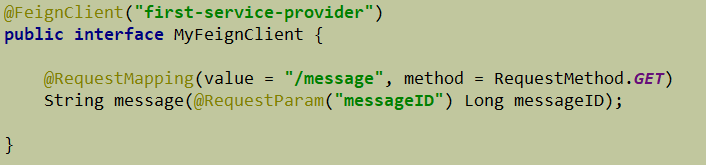 @FeignClient("first-service-provider")
public interface MyFeignClient {
@RequestMapping(value = "/message", method = RequestMethod.GET)
String message(@RequestParam("messageID") Long messageID);
}